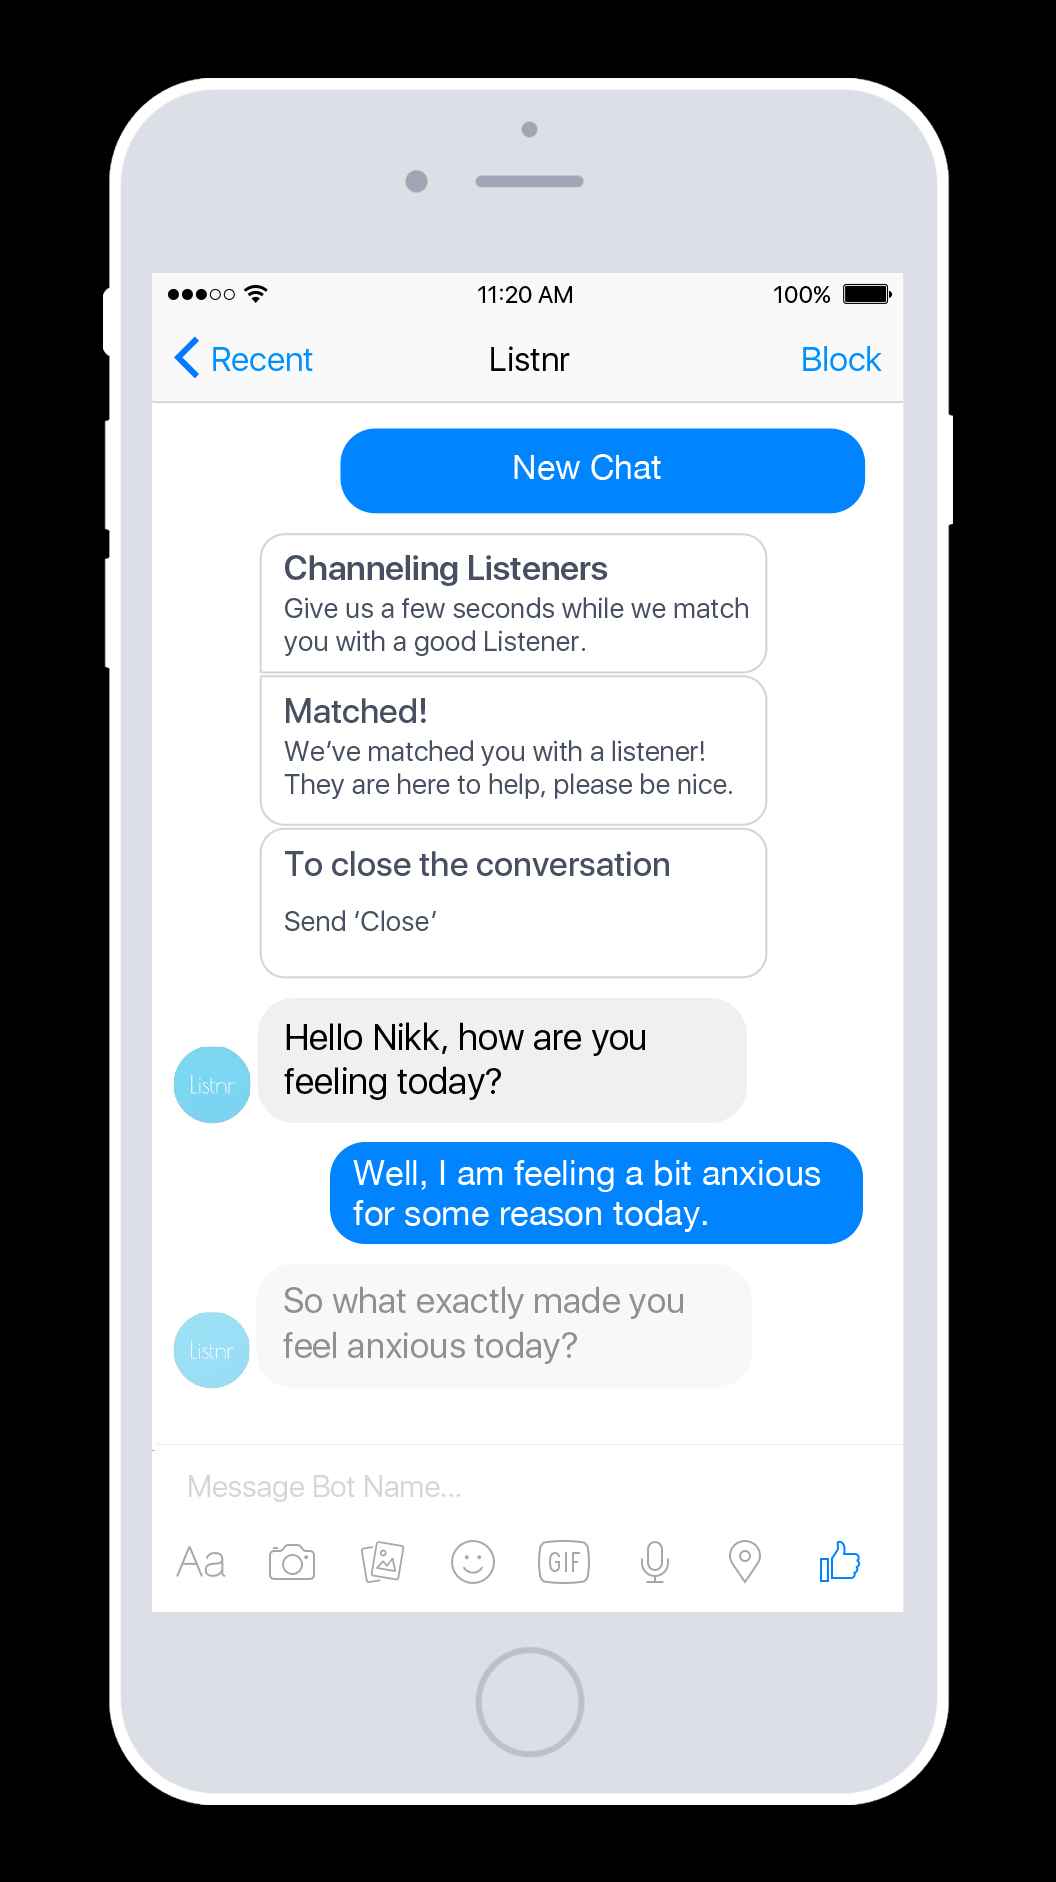 11:20 AM 100%
Recent Listnr Block
New Chat
Channeling Listeners
Give us a few seconds while we match
you with a good Listener.
Matched!
We’ve matched you with a listener!
They are here to help, please be nice.
To close the conversation
Send ‘Close’
Hello Nikk, how are you
feeling today?
Listnr
Well, I am feeling a bit anxious
for some reason today.
So what exactly made you
feel anxious today?
Listnr
Message Bot Name...
Aa GIF